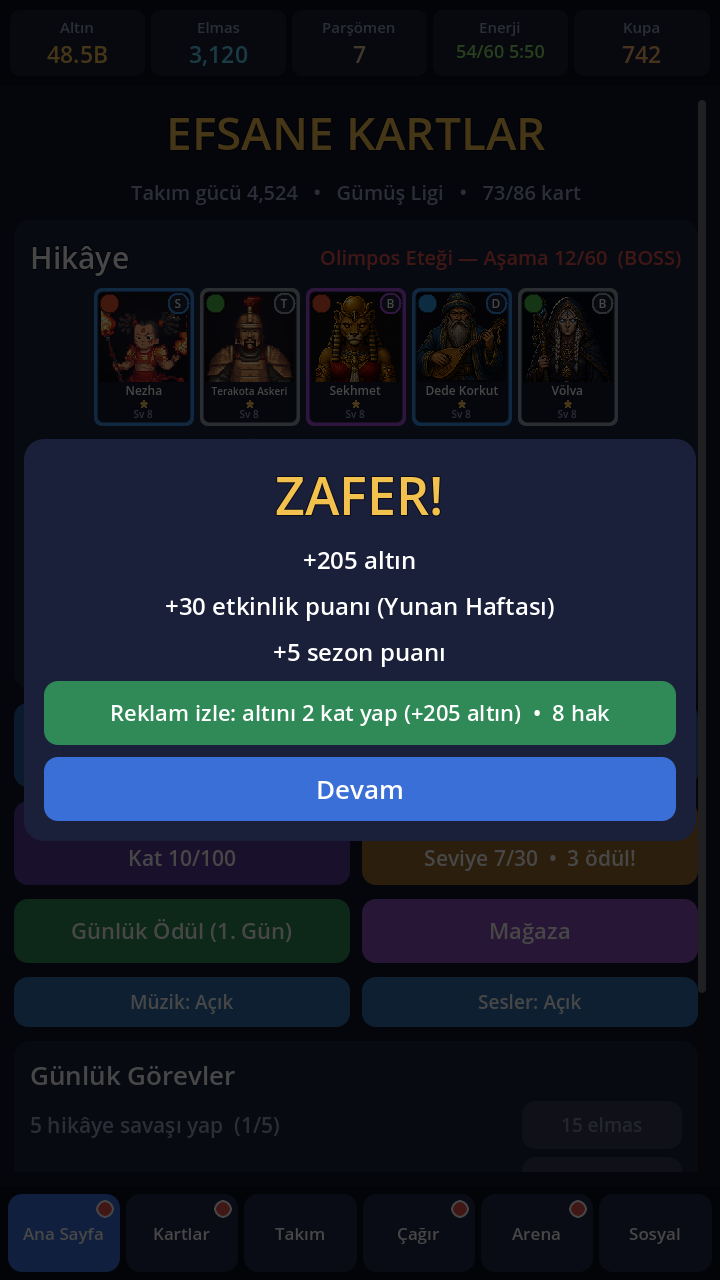 Altın Elmas Parşömen Enerji Kupa
48.5B 3,120 7 54/60 5:50 742
EFSANE KARTLAR
Takım gücü 4,524 • Gümüş Ligi • 73/86 kart
Hikâye Olimpos Eteği — Aşama 12/60 (BOSS)
S T B D B
Nezha Terakota Askeri Sekhmet Dede Korkut Völva
Sv 8 Sv 8 Sv 8 Sv 8 Sv 8
ZAFER!
+205 altın
+30 etkinlik puanı (Yunan Haftası)
+5 sezon puanı
Reklam izle: altını 2 kat yap (+205 altın) • 8 hak
Devam
Kat 10/100 Seviye 7/30 • 3 ödül!
Günlük Ödül (1. Gün) Mağaza
Müzik: Açık Sesler: Açık
Günlük Görevler
5 hikâye savaşı yap (1/5) 15 elmas
Ana Sayfa Kartlar Takım Çağır Arena Sosyal